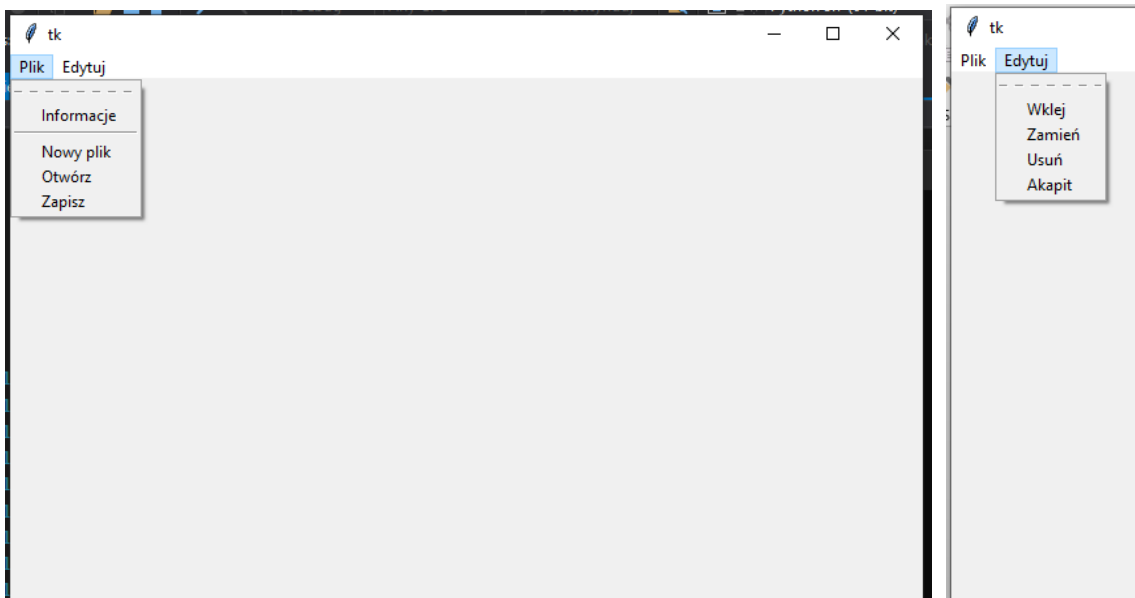 tk
Plik Edytuj
Informacje
Nowy plik
Otwórz
Zapisz
tk
Plik Edytuj
Wklej
Zamień
Usuń
Akapit